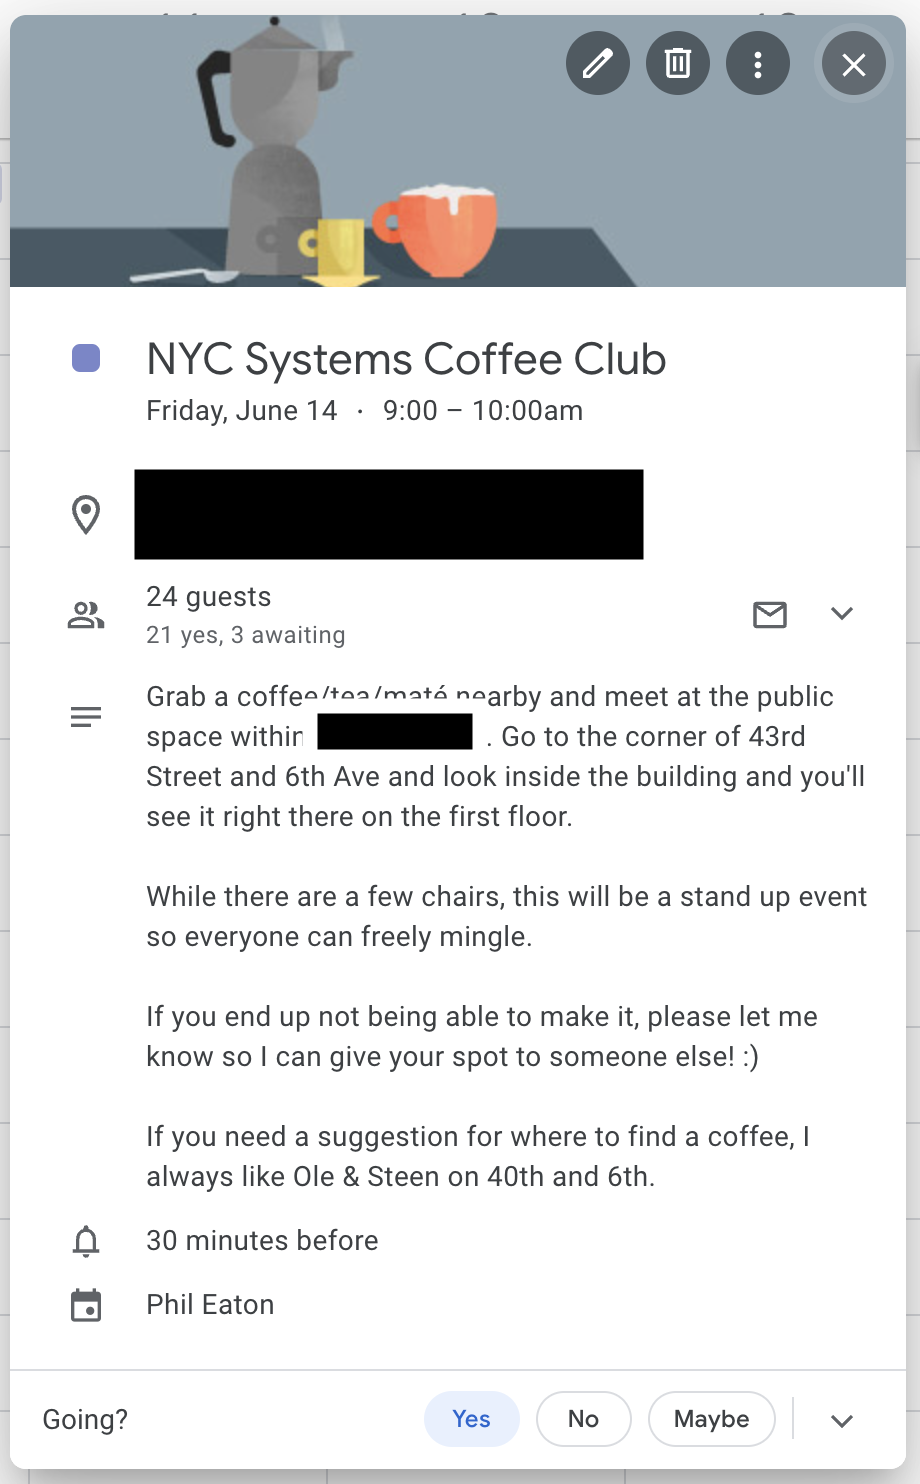 NYC Systems Coffee Club
Friday, June 14 · 9:00 – 10:00am
24 guests
21 yes, 3 awaiting
Grab a coffee/tea/maté nearby and meet at the public
space within . Go to the corner of 43rd
Street and 6th Ave and look inside the building and you'll
see it right there on the first floor.
While there are a few chairs, this will be a stand up event
so everyone can freely mingle.
If you end up not being able to make it, please let me
know so I can give your spot to someone else! :)
If you need a suggestion for where to find a coffee, I
always like Ole & Steen on 40th and 6th.
30 minutes before
Phil Eaton
Going?
Yes
No
Maybe